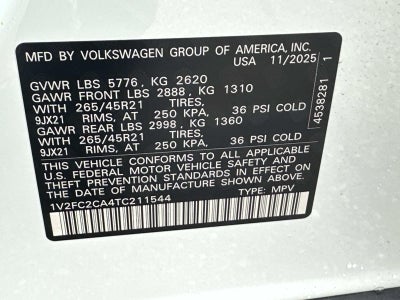 MFD BY VOLKSWAGEN GROUP OF AMERICA, INC.
USA 11/2025
GVWR LBS 5776, KG 2620
GAWR FRONT LBS 2888, KG 1310
WITH 265/45R21 TIRES,
9JX21 RIMS, AT 250 KPA, 36 PSI COLD
GAWR REAR LBS 2998, KG 1360
WITH 265/45R21 TIRES,
9JX21 RIMS, AT 250 KPA, 36 PSI COLD
THIS VEHICLE CONFORMS TO ALL APPLICABLE
U.S. FEDERAL MOTOR VEHICLE SAFETY AND
THEFT PREVENTION STANDARDS IN EFFECT ON THE
DATE OF MANUFACTURE SHOWN ABOVE.
1V2FC2CA4TC211544 TYPE: MPV
4538281 1